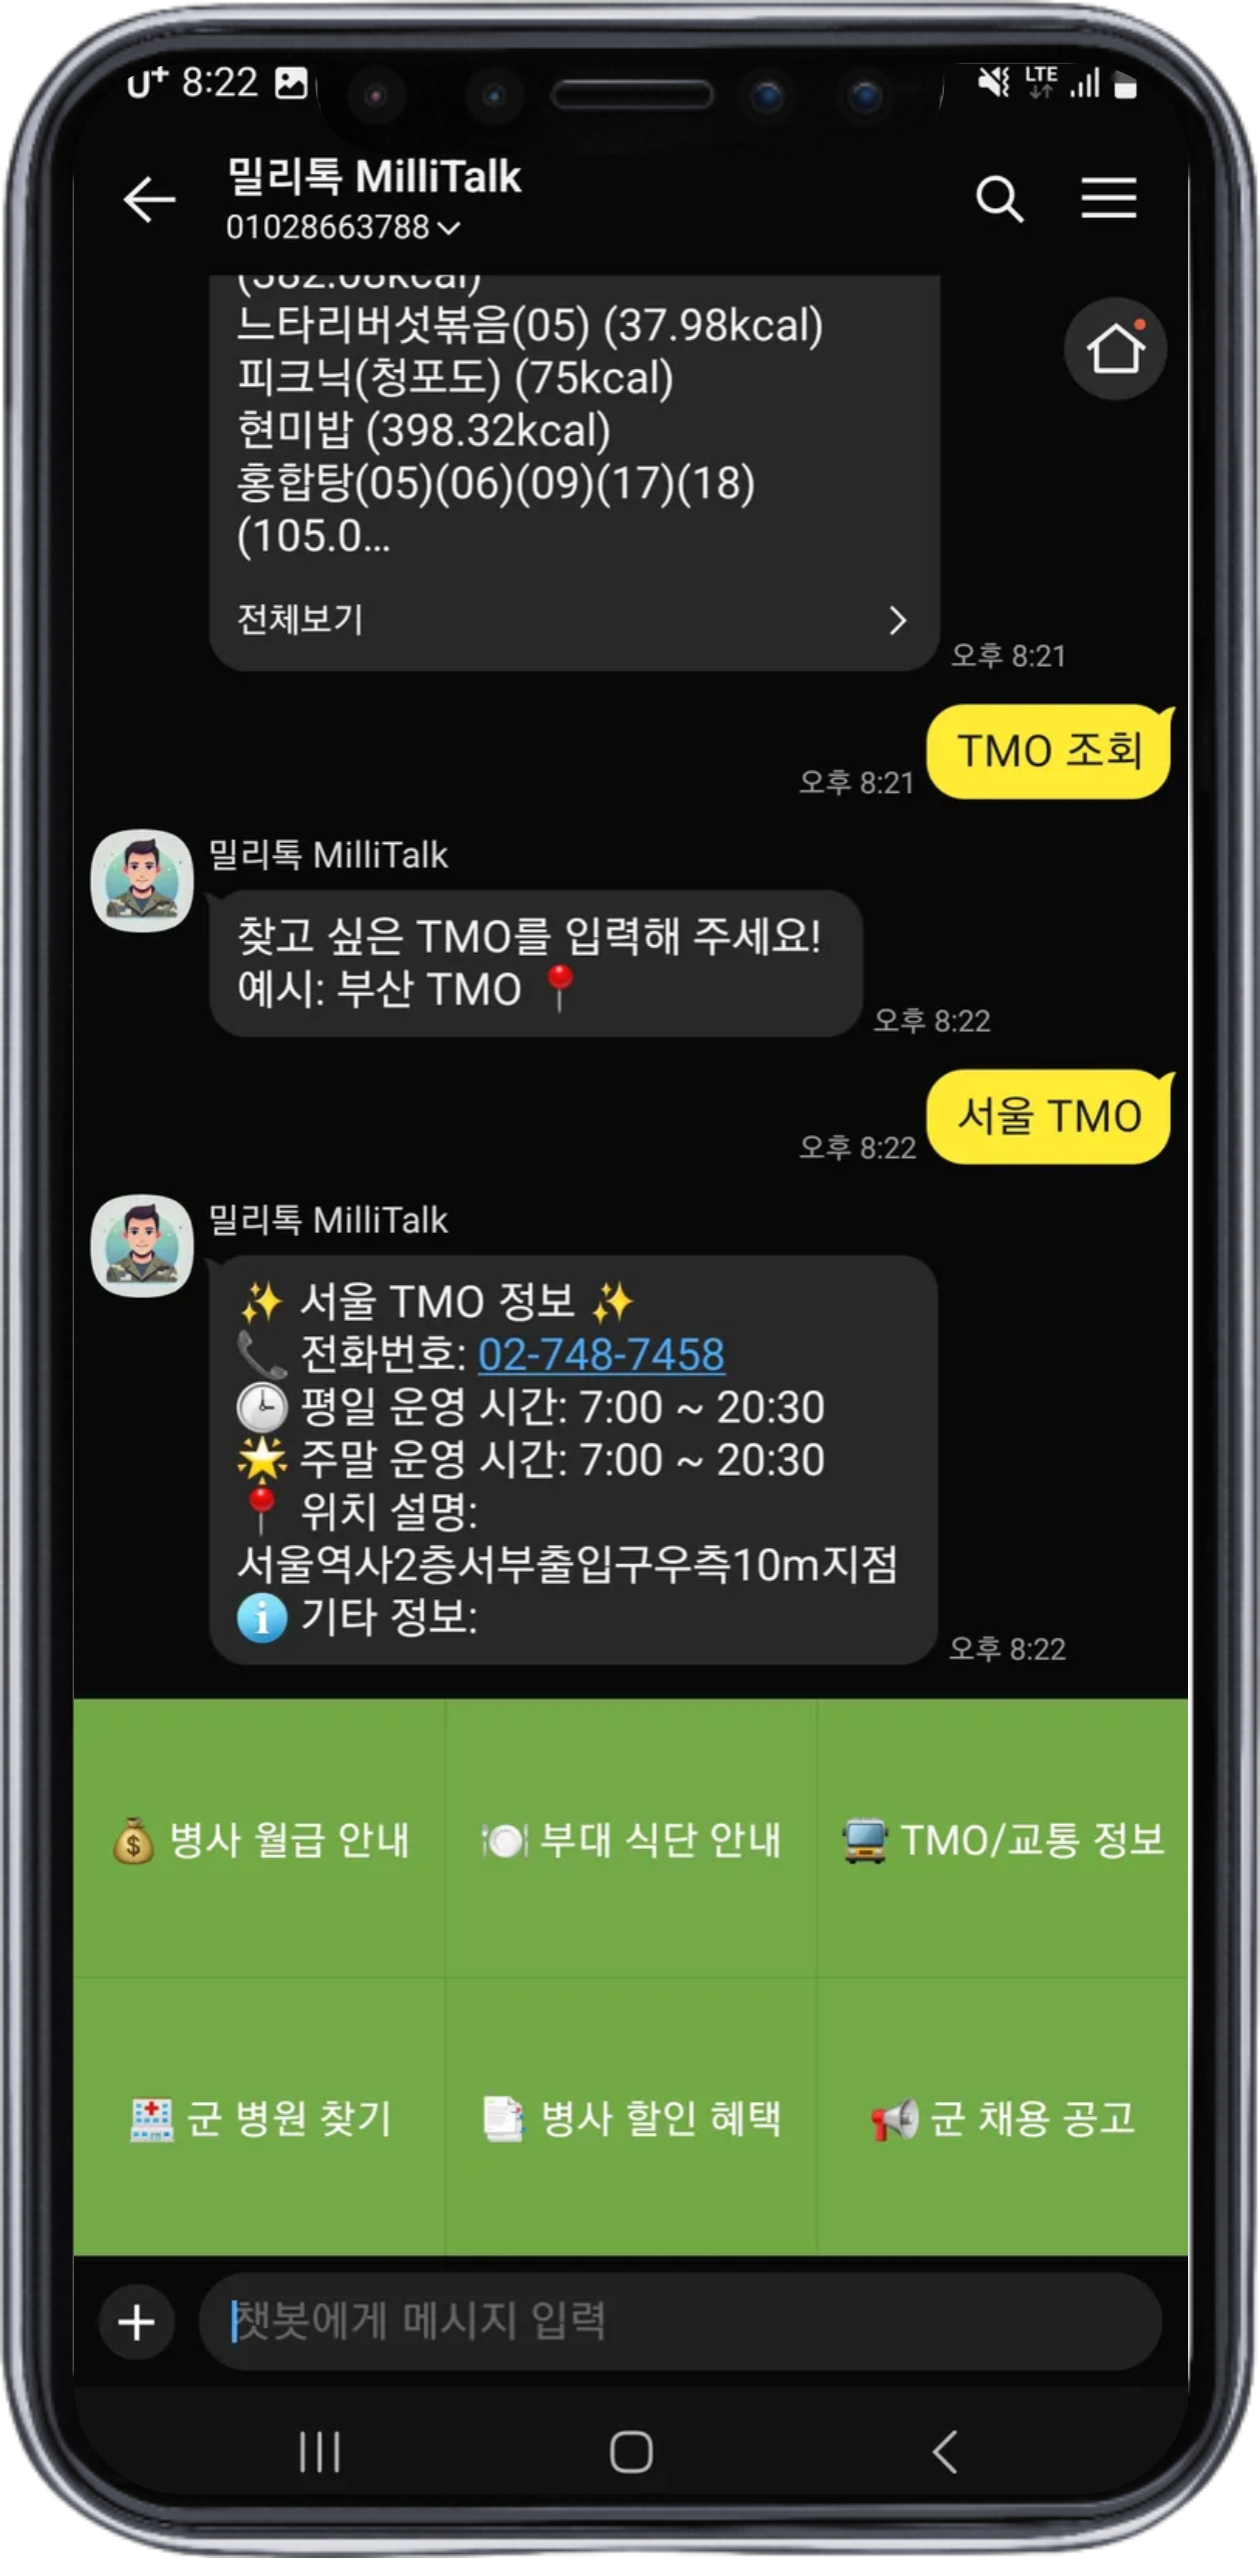 U+ 8:22 LTE
밀리톡 MilliTalk
01028663788
느타리버섯볶음(05) (37.98kcal)
피크닉(청포도) (75kcal)
현미밥 (398.32kcal)
홍합탕(05)(06)(09)(17)(18)
(105.0...
전체보기
오후 8:21
TMO 조회
오후 8:21
밀리톡 MilliTalk
찾고 싶은 TMO를 입력해 주세요!
예시: 부산 TMO 📍
오후 8:22
서울 TMO
오후 8:22
밀리톡 MilliTalk
✨ 서울 TMO 정보 ✨
📞 전화번호: 02-748-7458
🕒 평일 운영 시간: 7:00 ~ 20:30
🌟 주말 운영 시간: 7:00 ~ 20:30
📍 위치 설명:
서울역사2층서부출입구우측10m지점
ℹ️ 기타 정보:
오후 8:22
💰 병사 월급 안내
🍽️ 부대 식단 안내
🚍 TMO/교통 정보
🏥 군 병원 찾기
📑 병사 할인 혜택
📢 군 채용 공고
챗봇에게 메시지 입력